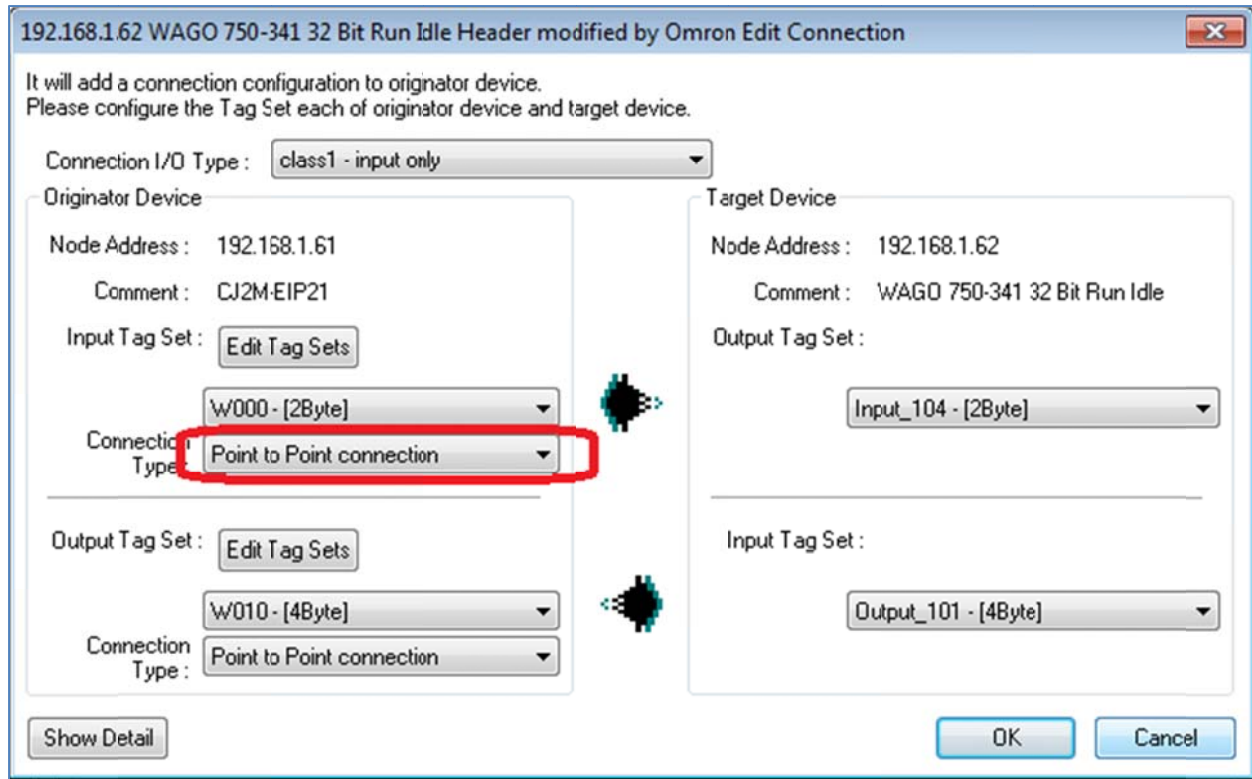 192.168.1.62 WAGO 750-341 32 Bit Run Idle Header modified by Omron Edit Connection
It will add a connection configuration to orignator device.
Please configure the Tag Set each of originator device and target device.
Connection I/O Type : class1 - input only
Originator Device
Node Address : 192.168.1.61
Comment : CJ2M-EIP21
Input Tag Set : Edit Tag Sets
W000 - [2Byte]
Connection
Type : Point to Point connection
Output Tag Set : Edit Tag Sets
W010 - [4Byte]
Connection
Type : Point to Point connection
Target Device
Node Address : 192.168.1.62
Comment : WAGO 750-341 32 Bit Run Idle
Output Tag Set :
Input_104 - [2Byte]
Input Tag Set :
Output_101 - [4Byte]
Show Detail
OK
Cancel